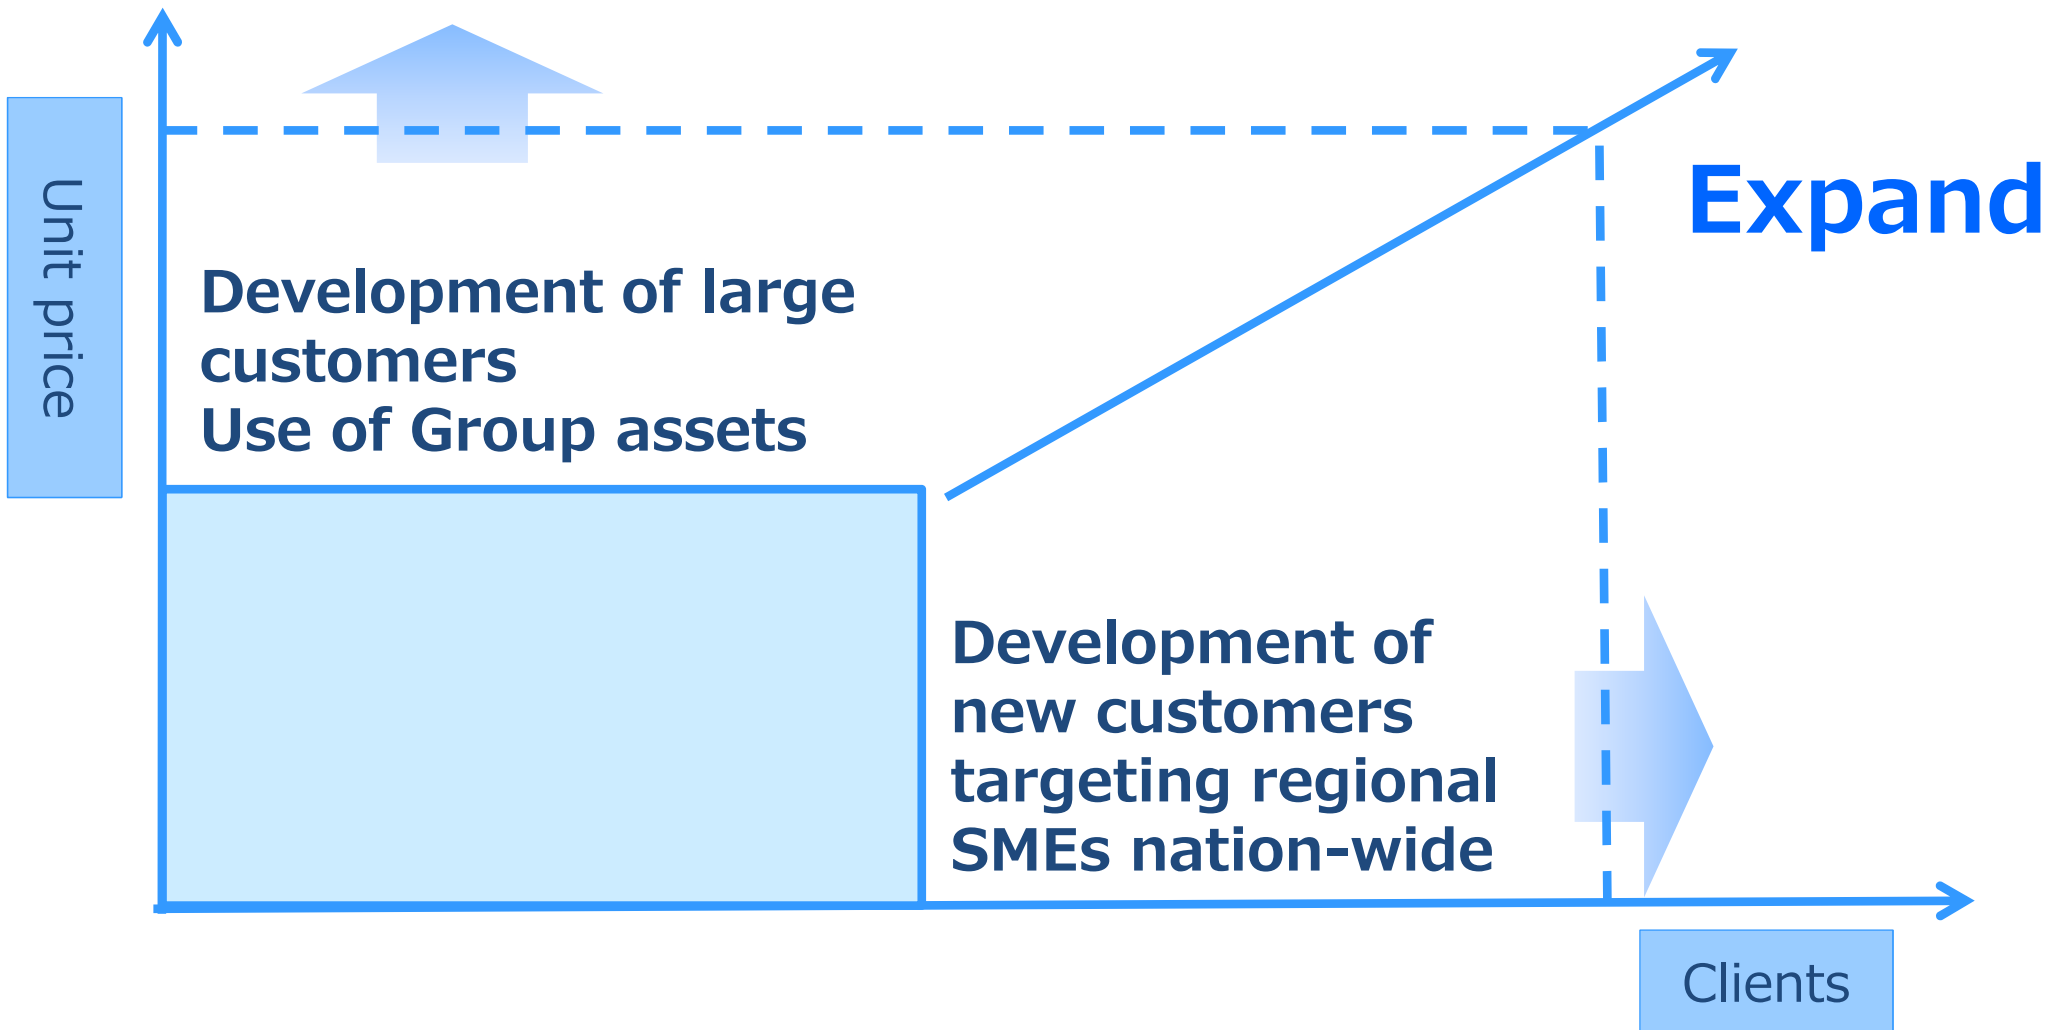 Unit price
Expand
Development of large
customers
Use of Group assets
Development of
new customers
targeting regional
SMEs nation-wide
Clients